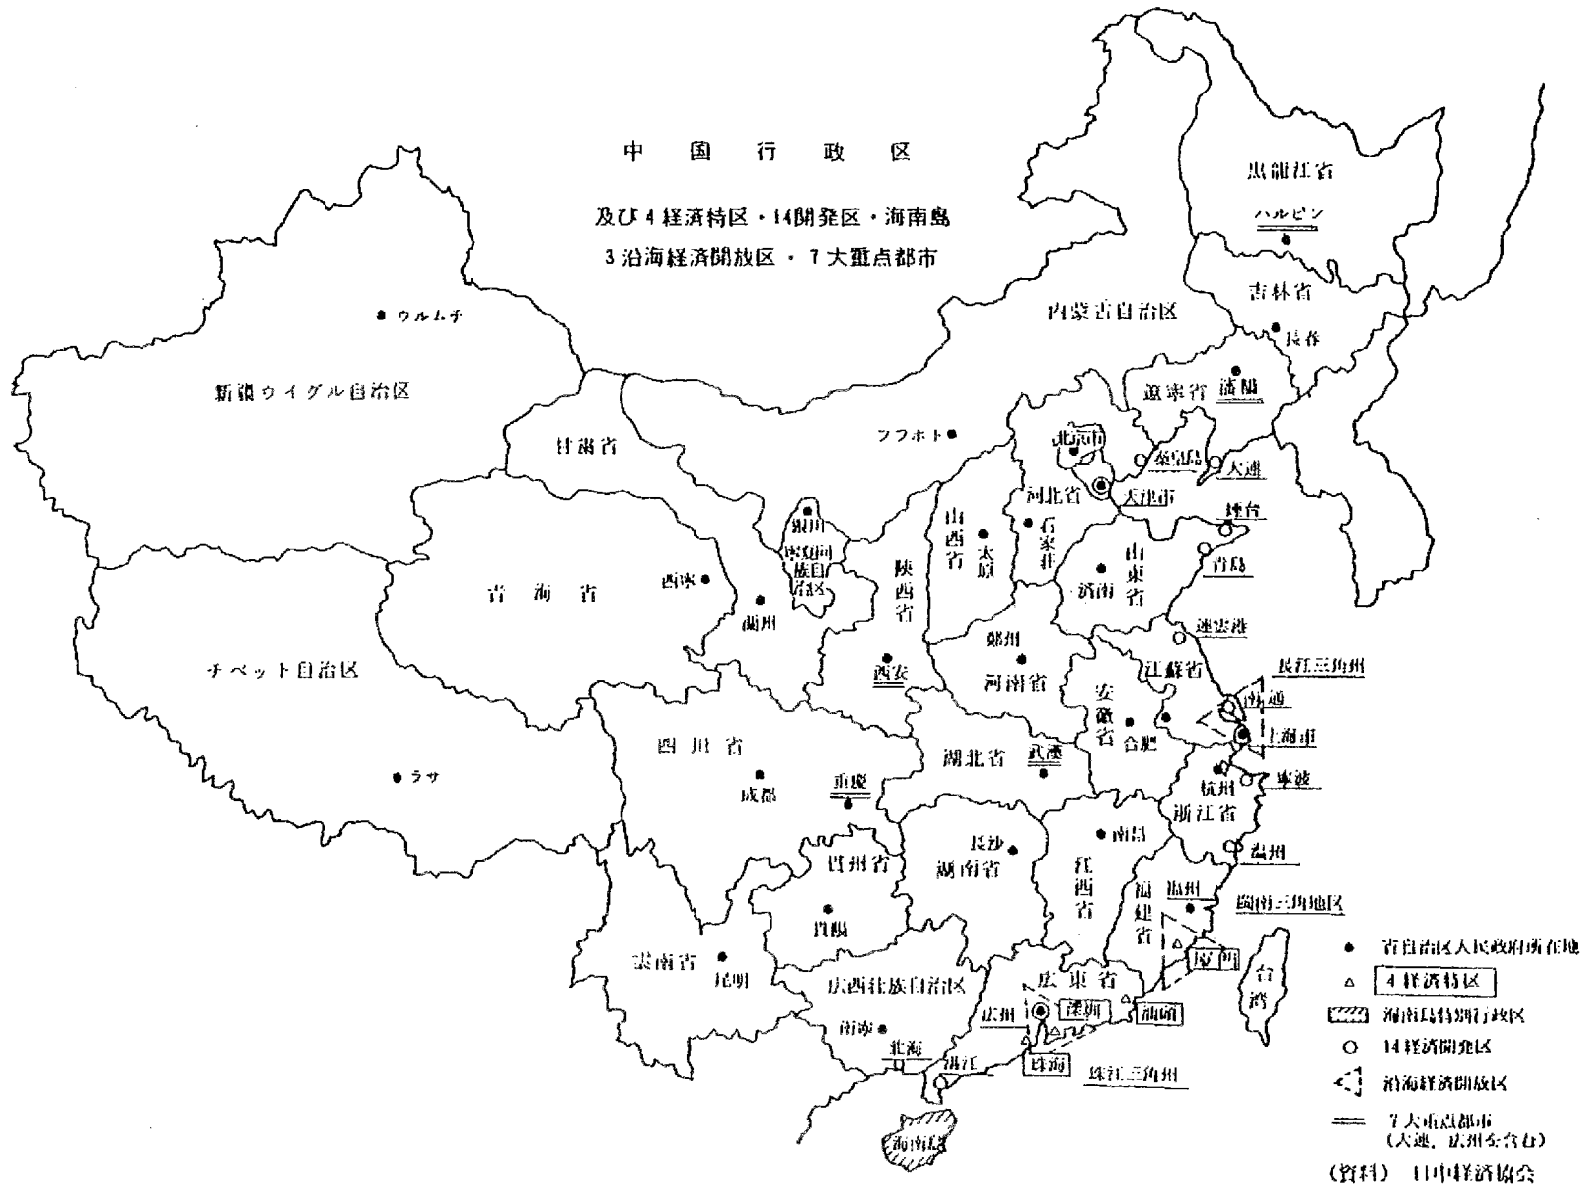 中国行政区
及び4経済特区・14開発区・海南島
3沿海経済開放区・7大重点都市
黒龍江省
ハルピン
吉林省
長春
内蒙古自治区
遼寧省
瀋陽
ウルムチ
新疆ウイグル自治区
甘粛省
フフホト
北京市
秦皇島
大連
河北省
天津市
煙台
銀川
山西省
太原
石家荘
山東省
済南
青島
寧夏回
族自
治区
陝西省
青海省
西寧
蘭州
連雲港
鄭州
江蘇省
長江三角州
チベット自治区
西安
河南省
安徽省
南通
合肥
上海市
四川省
湖北省
武漢
ラサ
成都
重慶
杭州
寧波
浙江省
南昌
長沙
温州
貴州省
湖南省
江西省
福建省
温州
閩南三角地区
貴陽
厦門
雲南省
昆明
広西壮族自治区
広東省
台湾
広州
深圳
汕頭
南寧
北海
湛江
珠海
珠江三角州
海南島
省自治区人民政府所在地
4経済特区
海南島特別行政区
14経済開発区
沿海経済開放区
7大重点都市
(大連, 広州を含む)
(資料) 日中経済協会